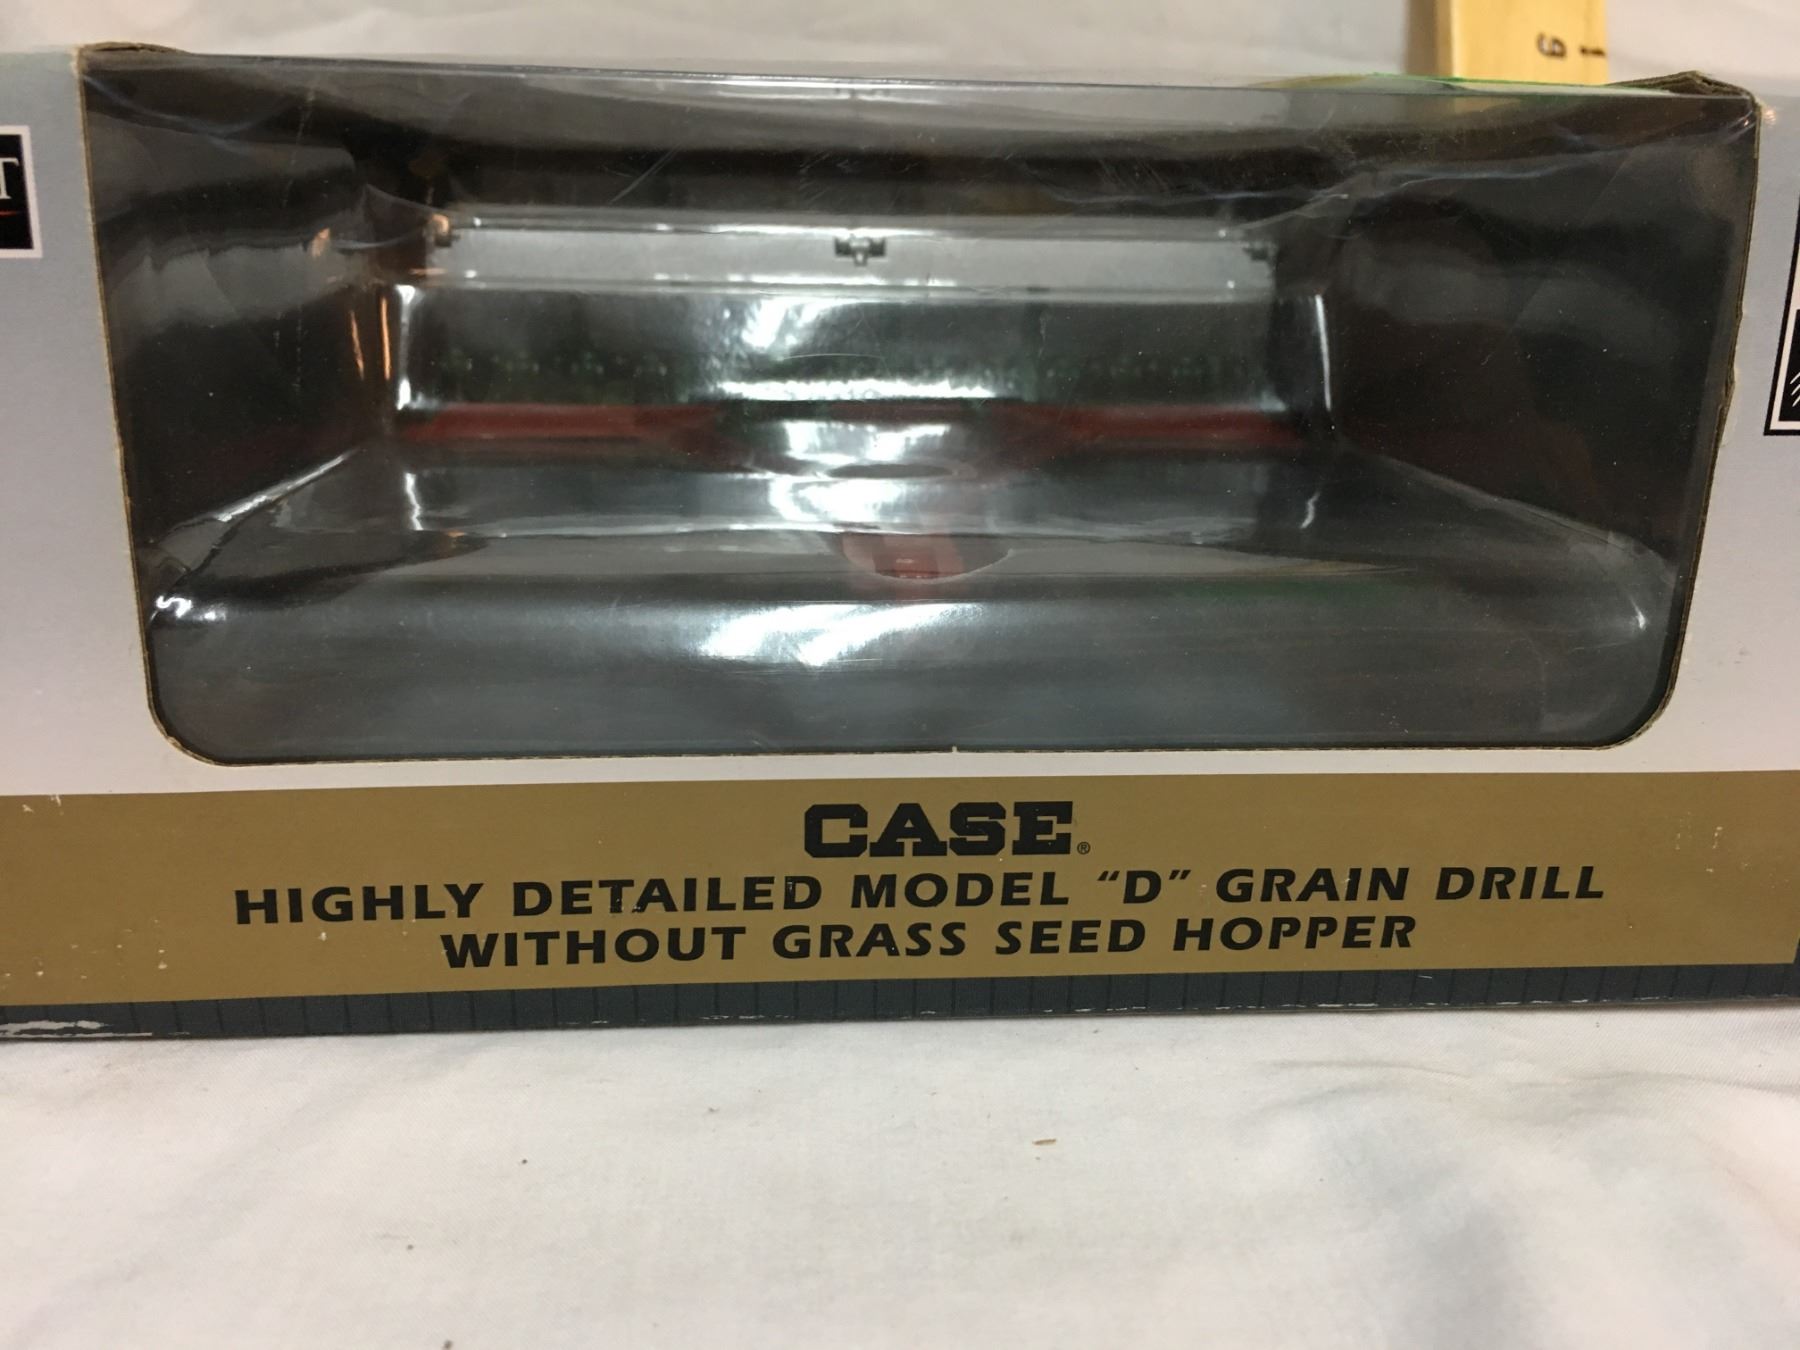 CASE®
HIGHLY DETAILED MODEL “D” GRAIN DRILL
WITHOUT GRASS SEED HOPPER